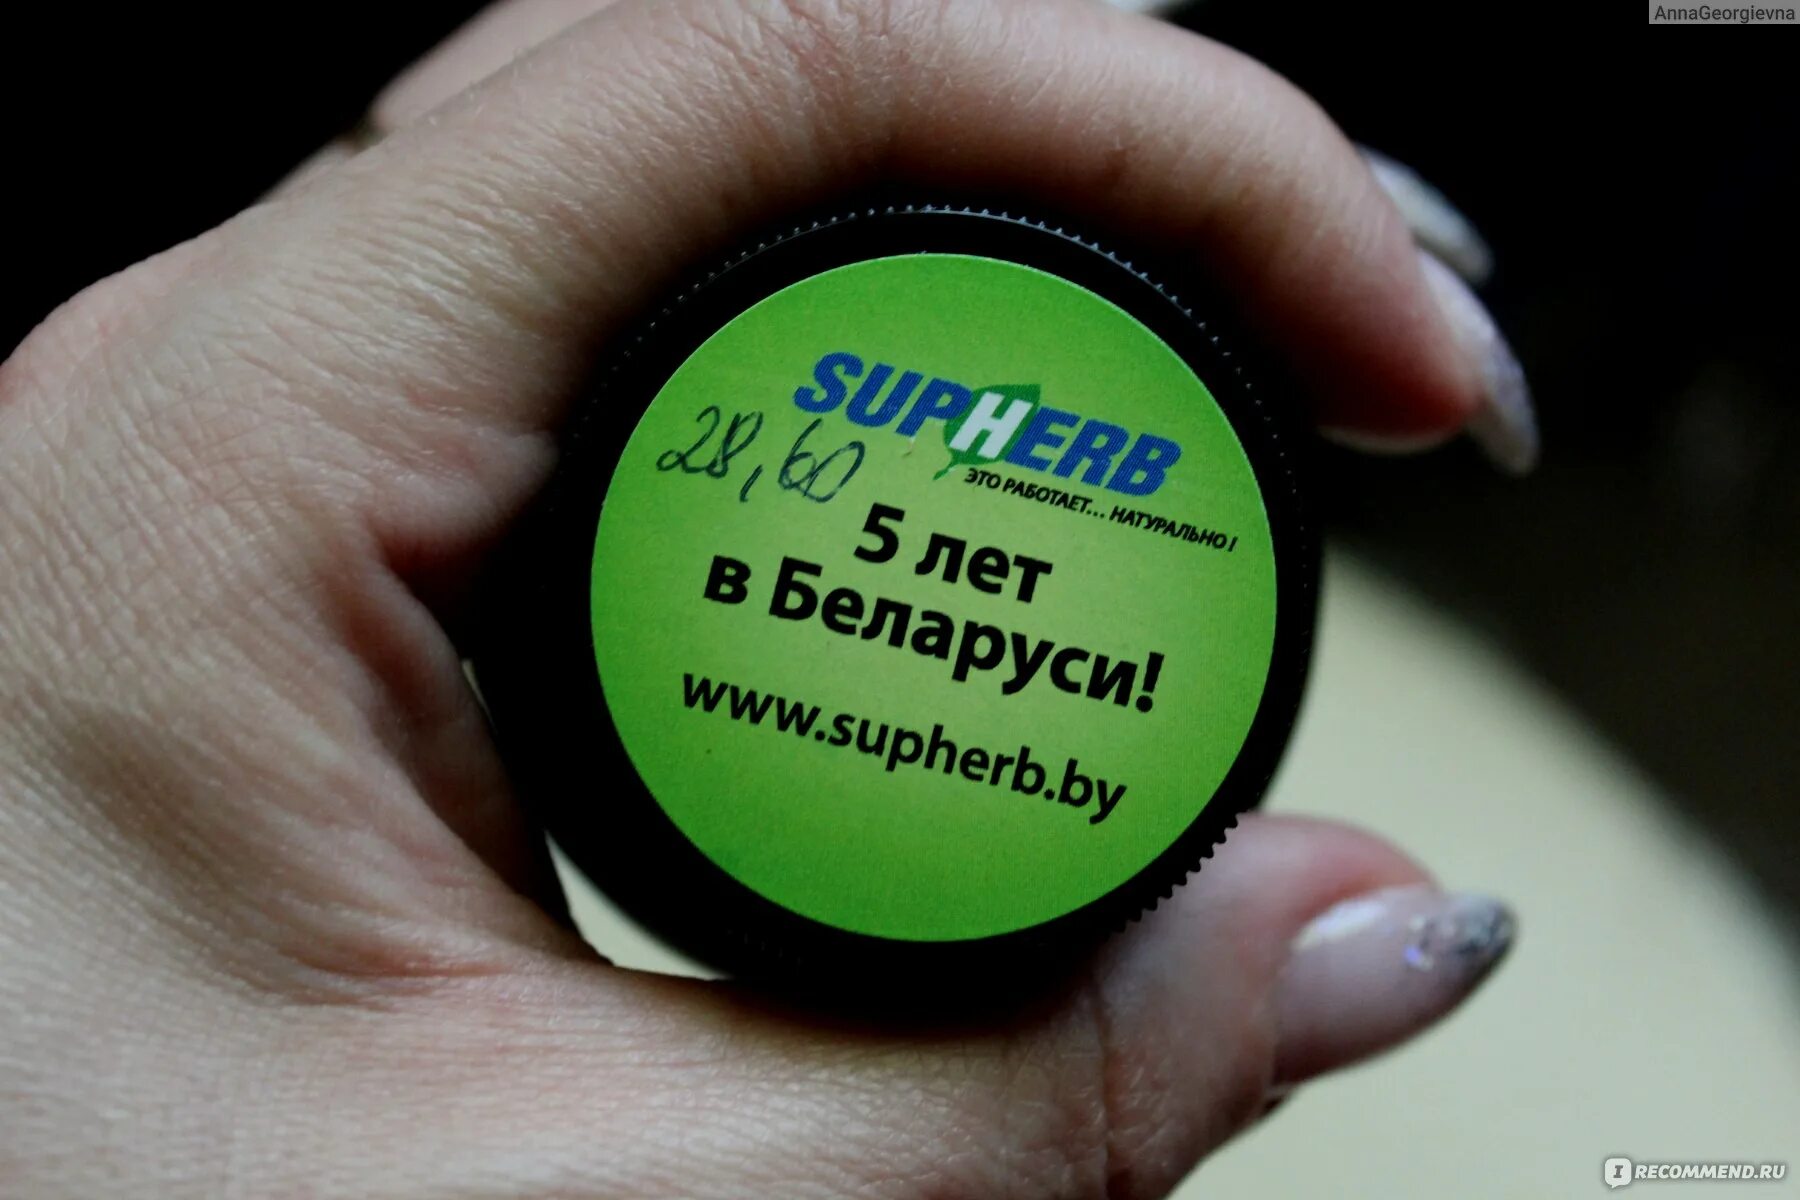 AnnaGeorgievna
SUPHERB
ЭТО РАБОТАЕТ... НАТУРАЛЬНО!
28,60
5 лет
в Беларуси!
www.supherb.by
I RECOMMEND.RU